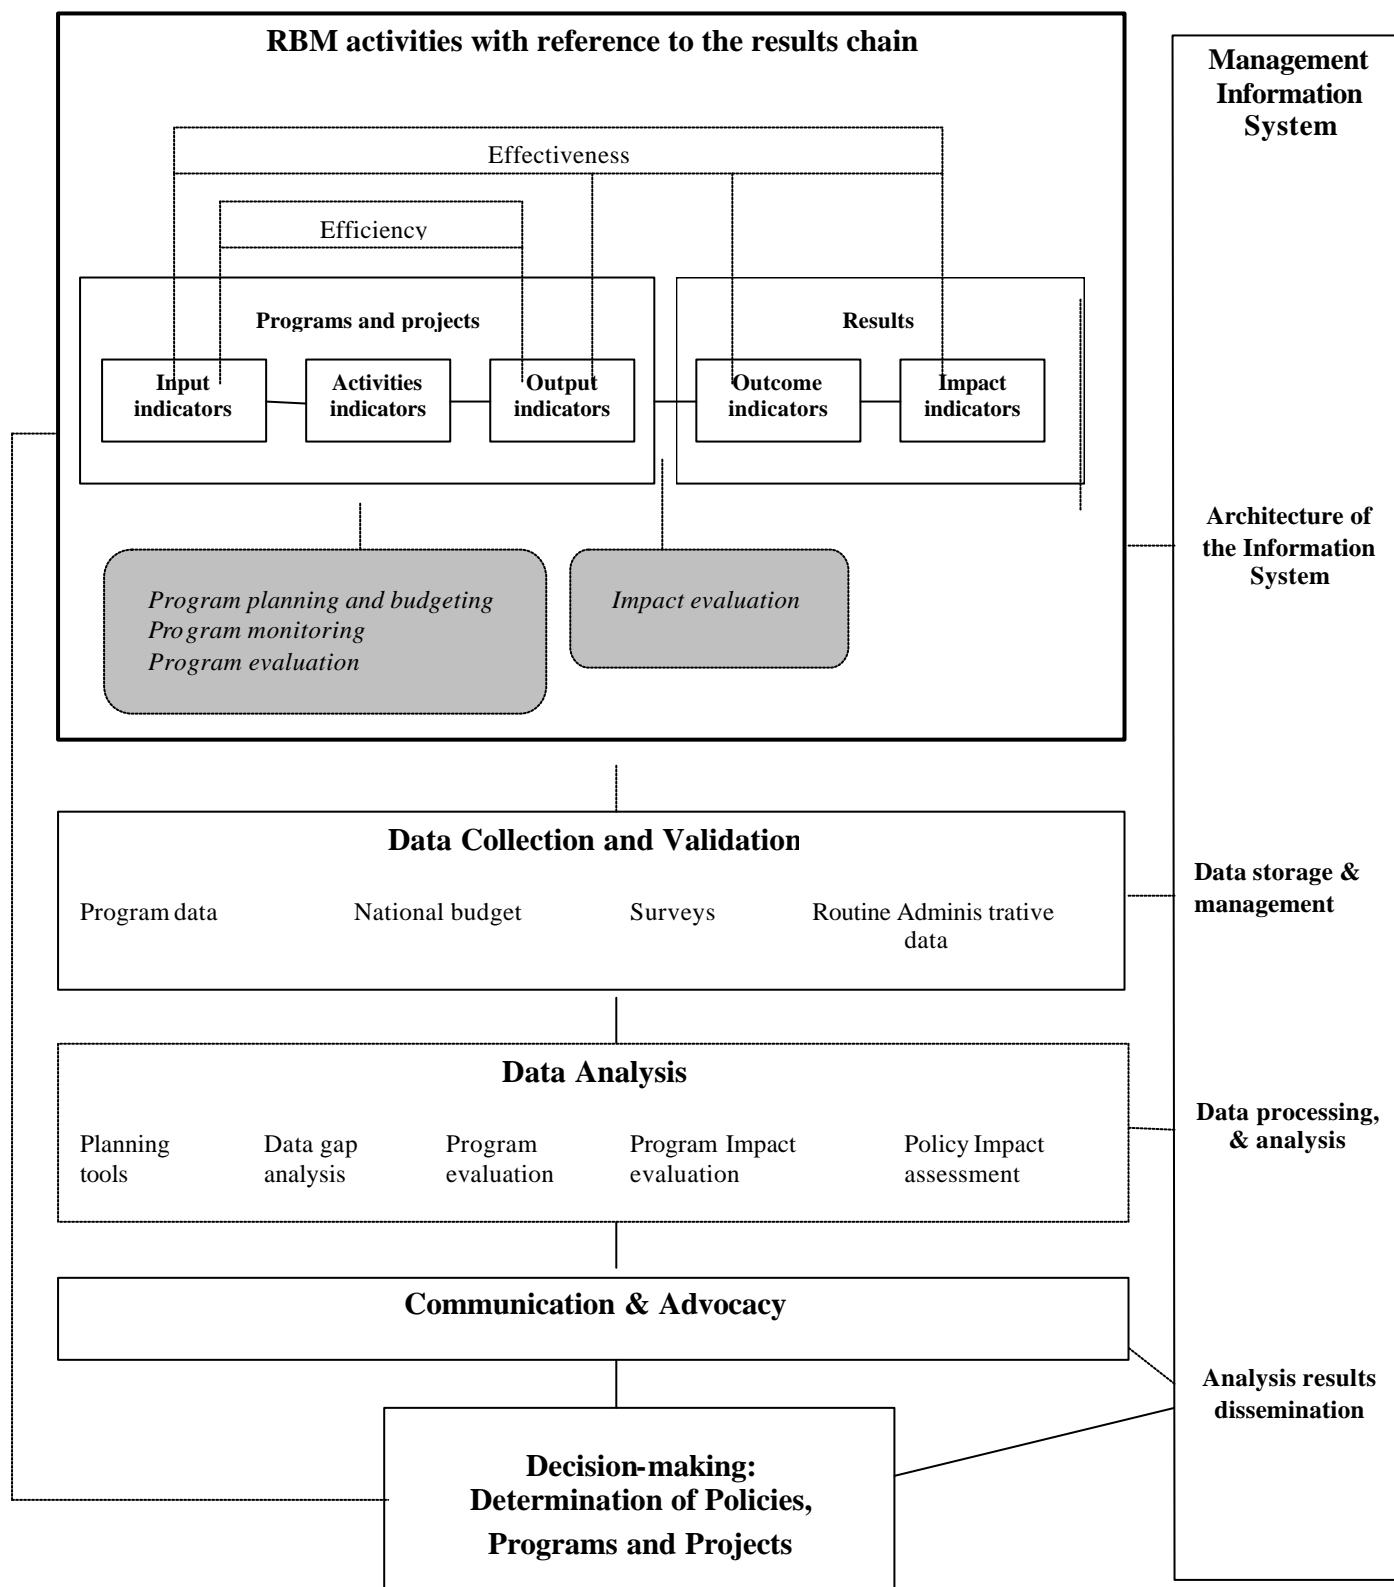 RBM activities with reference to the results chain
Management
Information
System
Effectiveness
Efficiency
Programs and projects
Results
Input
indicators
Activities
indicators
Output
indicators
Outcome
indicators
Impact
indicators
Architecture of
the Information
System
Program planning and budgeting
Program monitoring
Program evaluation
Impact evaluation
Data Collection and Validation
Program data
National budget
Surveys
Routine Adminis trative
data
Data storage &
management
Data Analysis
Planning
tools
Data gap
analysis
Program
evaluation
Program Impact
evaluation
Policy Impact
assessment
Data processing,
& analysis
Communication & Advocacy
Analysis results
dissemination
Decision-making:
Determination of Policies,
Programs and Projects